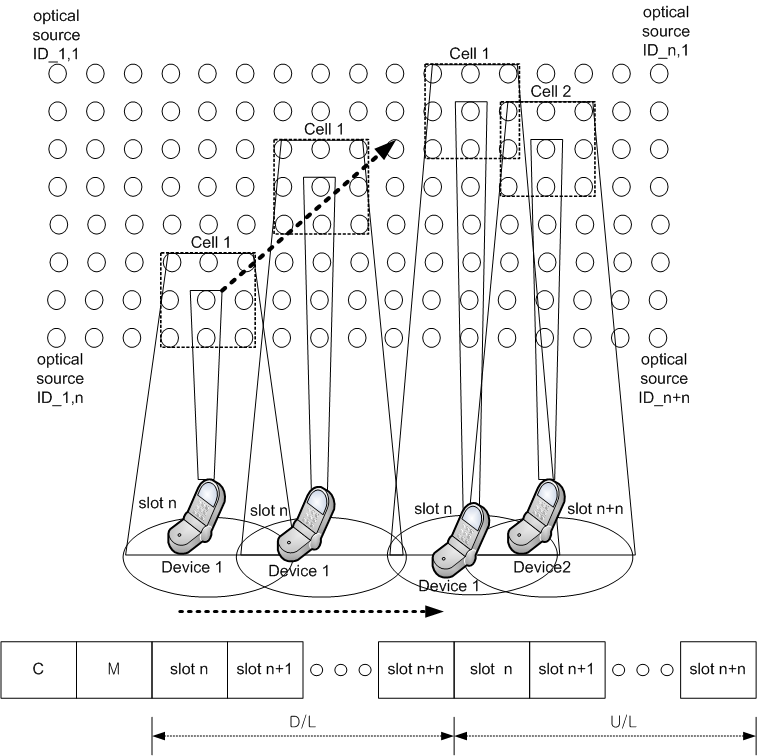 optical
source
ID_1,1
optical
source
ID_n,1
Cell 1
Cell 2
Cell 1
Cell 1
optical
source
ID_1,n
optical
source
ID_n+n
slot n
slot n
slot n
slot n+n
Device 1
Device 1
Device 1
Device2
C
M
slot n
slot n+1
slot n+n
slot n
slot n+1
slot n+n
D/L
U/L